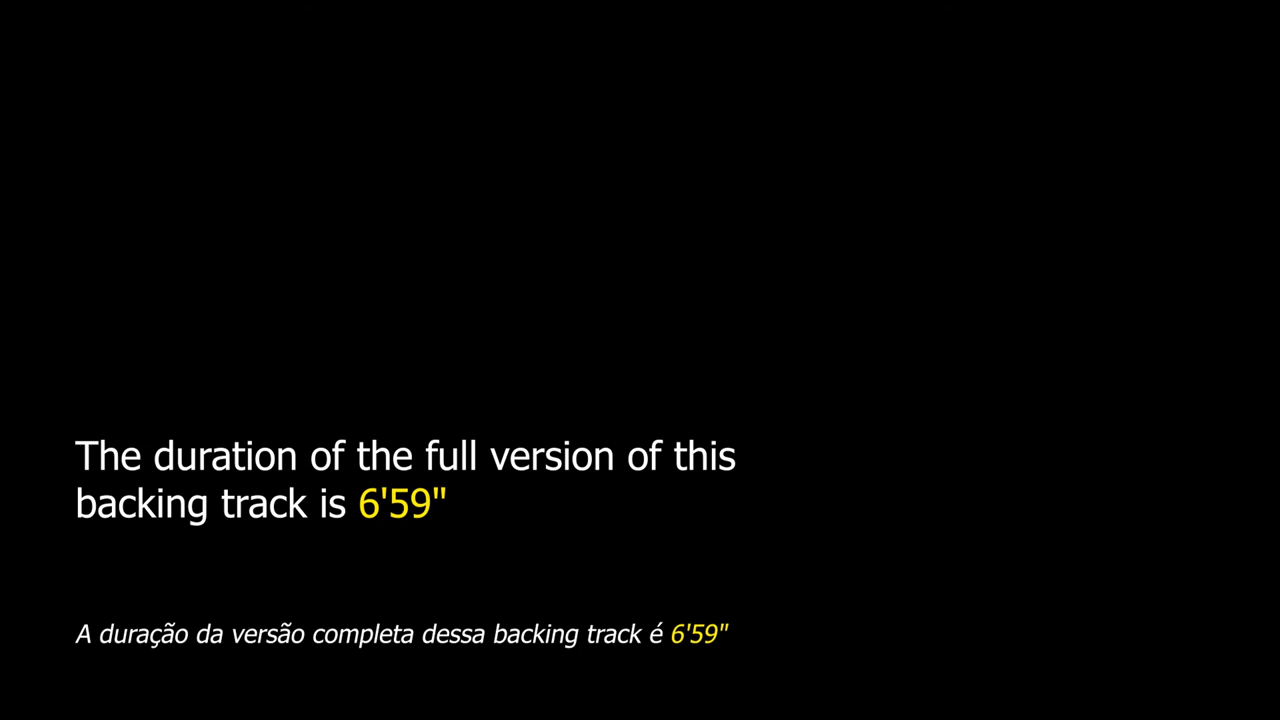 The duration of the full version of this
backing track is 6'59"
A duração da versão completa dessa backing track é 6'59"